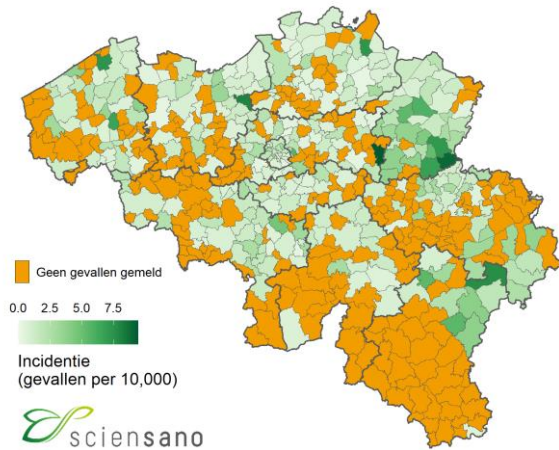 Geen gevallen gemeld
0.0 2.5 5.0 7.5
Incidentie
(gevallen per 10,000)
sciensano